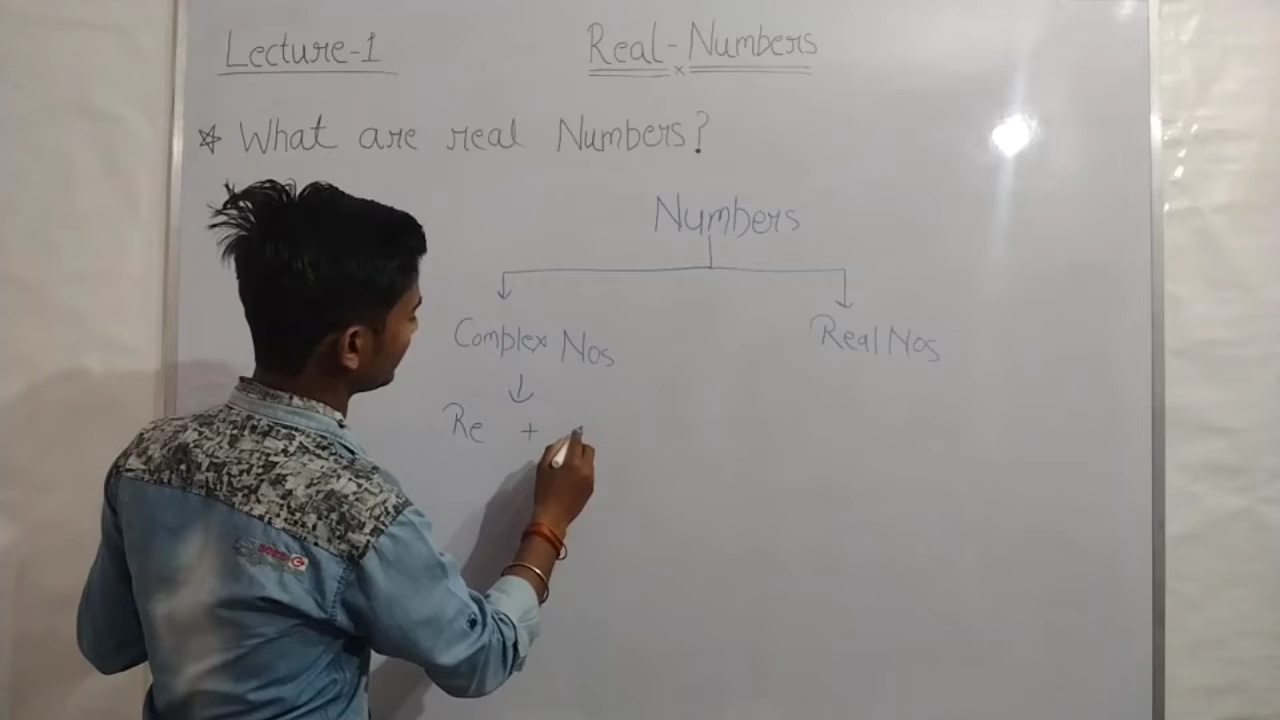 Lecture-1
Real-Numbers
☆ What are real Numbers?
Numbers
Complex Nos
Real Nos
Re +